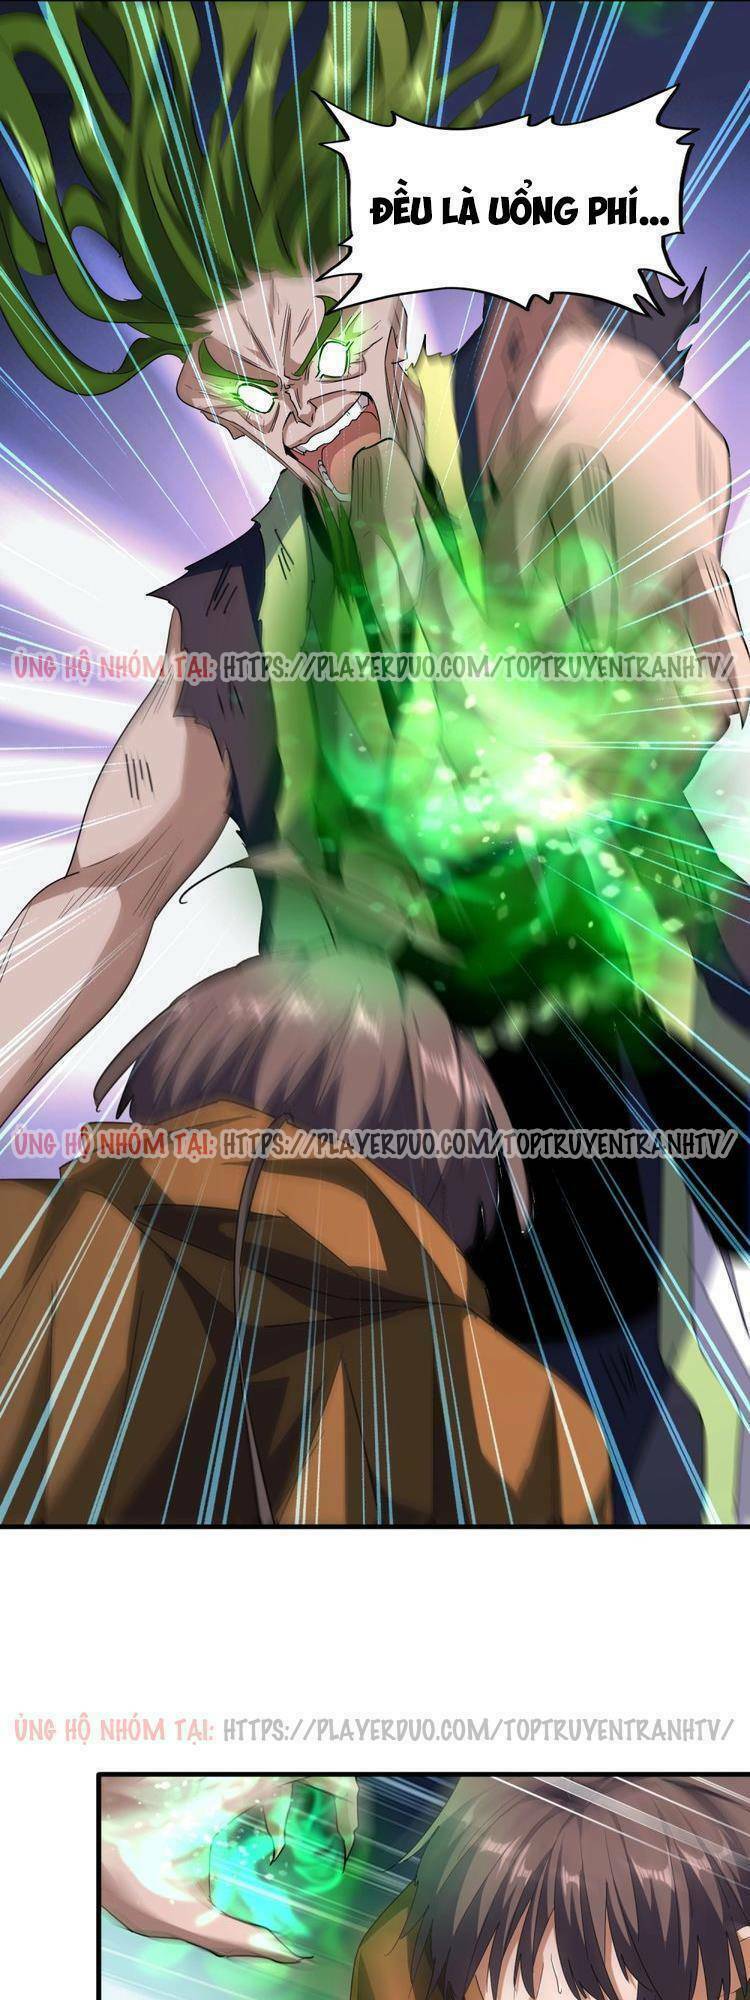 ĐỀU LÀ UỔNG PHÍ...
ỦNG HỘ NHÓM TẠI: HTTPS://PLAYERDUO.COM/TOPTRUYENTRANHTV/
ỦNG HỘ NHÓM TẠI: HTTPS://PLAYERDUO.COM/TOPTRUYENTRANHTV/
ỦNG HỘ NHÓM TẠI: HTTPS://PLAYERDUO.COM/TOPTRUYENTRANHTV/